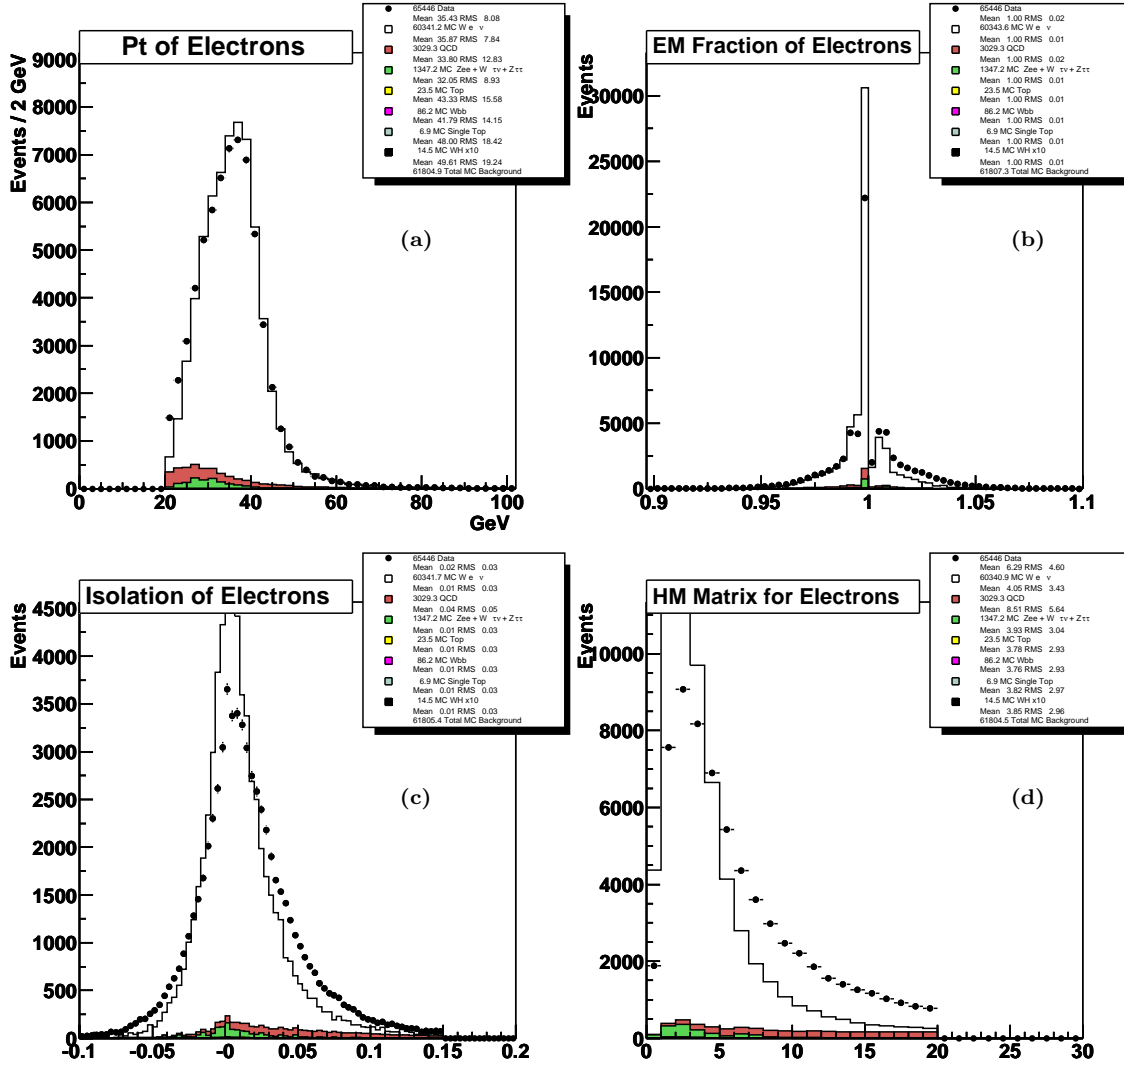 Pt of Electrons
65446 Data
Mean 35.43 RMS 8.08
60341.2 MC W e ν
Mean 35.87 RMS 7.84
3029.3 QCD
Mean 33.80 RMS 12.83
1347.2 MC Zee + W τν + Zττ
Mean 32.05 RMS 8.93
23.5 MC Top
Mean 43.33 RMS 15.58
86.2 MC Wbb
Mean 41.79 RMS 14.15
6.9 MC Single Top
Mean 48.00 RMS 18.42
14.5 MC WH x10
Mean 49.61 RMS 19.24
61804.9 Total MC Background
Events / 2 GeV
9000
8000
7000
6000
5000
4000
3000
2000
1000
0
(a)
0 20 40 60 80 100
GeV
EM Fraction of Electrons
65446 Data
Mean 1.00 RMS 0.02
60343.6 MC W e ν
Mean 1.00 RMS 0.01
3029.3 QCD
Mean 1.00 RMS 0.02
1347.2 MC Zee + W τν + Zττ
Mean 1.00 RMS 0.01
23.5 MC Top
Mean 1.00 RMS 0.01
86.2 MC Wbb
Mean 1.00 RMS 0.01
6.9 MC Single Top
Mean 1.00 RMS 0.01
14.5 MC WH x10
Mean 1.00 RMS 0.01
61807.3 Total MC Background
Events
30000
25000
20000
15000
10000
5000
0
(b)
0.9 0.95 1 1.05 1.1
Isolation of Electrons
65446 Data
Mean 0.02 RMS 0.03
60341.7 MC W e ν
Mean 0.01 RMS 0.03
3029.3 QCD
Mean 0.04 RMS 0.05
1347.2 MC Zee + W τν + Zττ
Mean 0.01 RMS 0.03
23.5 MC Top
Mean 0.01 RMS 0.03
86.2 MC Wbb
Mean 0.01 RMS 0.03
6.9 MC Single Top
Mean 0.01 RMS 0.03
14.5 MC WH x10
Mean 0.01 RMS 0.03
61805.4 Total MC Background
Events
4500
4000
3500
3000
2500
2000
1500
1000
500
0
(c)
-0.1 -0.05 -0 0.05 0.1 0.15 0.2
HM Matrix for Electrons
65446 Data
Mean 6.29 RMS 4.60
60340.9 MC W e ν
Mean 4.05 RMS 3.43
3029.3 QCD
Mean 8.51 RMS 5.64
1347.2 MC Zee + W τν + Zττ
Mean 3.93 RMS 3.04
23.5 MC Top
Mean 3.78 RMS 2.93
86.2 MC Wbb
Mean 3.76 RMS 2.93
6.9 MC Single Top
Mean 3.82 RMS 2.97
14.5 MC WH x10
Mean 3.85 RMS 2.96
61804.5 Total MC Background
Events
10000
8000
6000
4000
2000
0
(d)
0 5 10 15 20 25 30